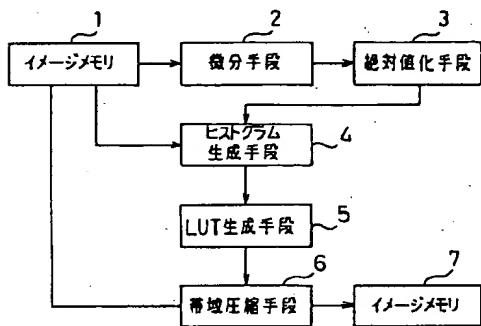 1
イメージメモリ
2
微分手段
3
絶対値化手段
ヒストグラム
生成手段
4
LUT生成手段
5
帯域圧縮手段
6
イメージメモリ
7